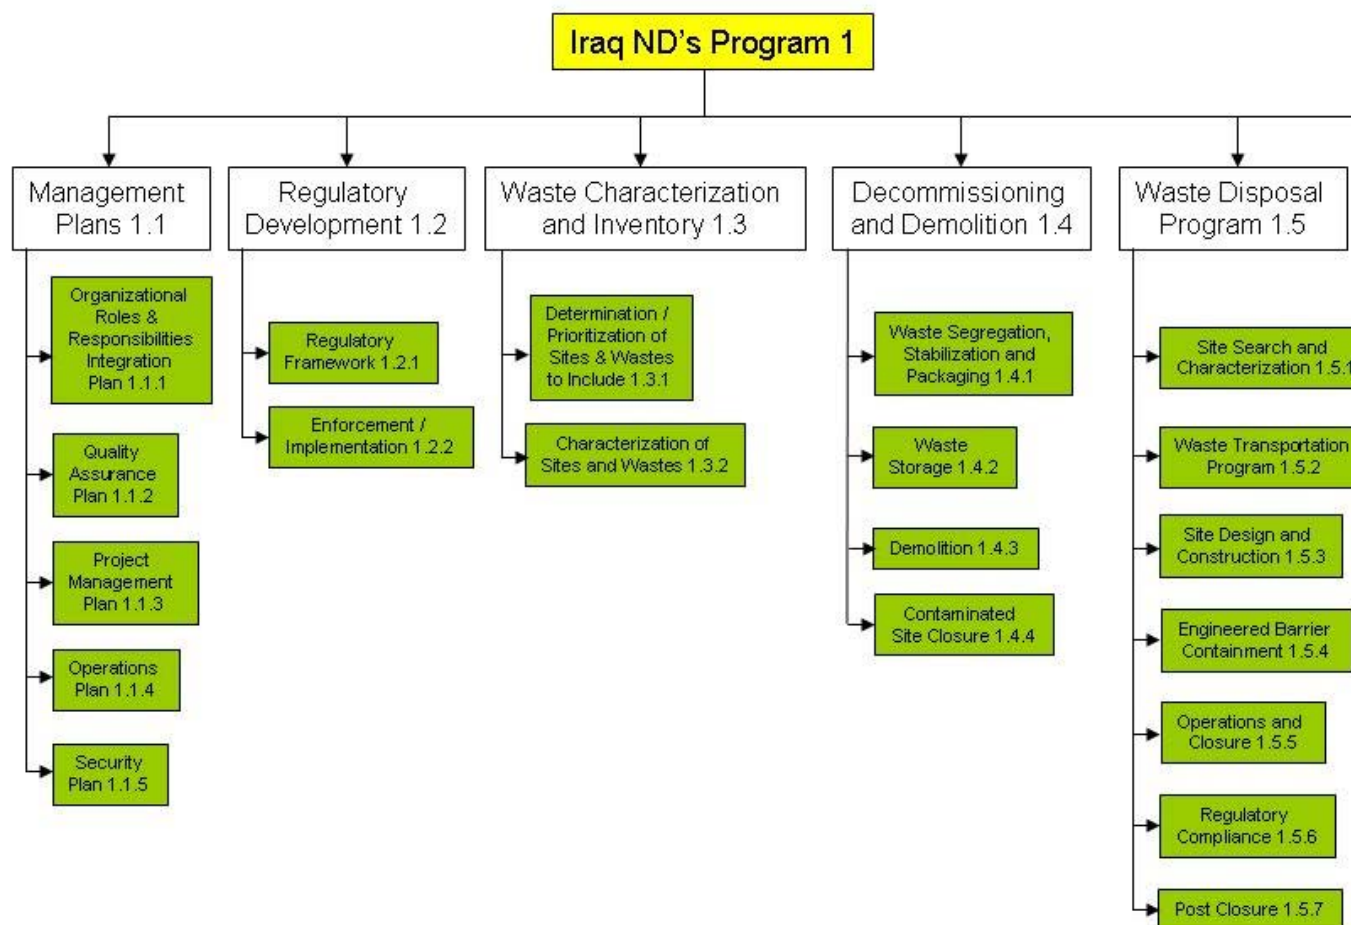 Iraq ND's Program 1
Management
Plans 1.1
Organizational
Roles &
Responsibilities
Integration
Plan 1.1.1
Quality
Assurance
Plan 1.1.2
Project
Management
Plan 1.1.3
Operations
Plan 1.1.4
Security
Plan 1.1.5
Regulatory
Development 1.2
Regulatory
Framework 1.2.1
Enforcement /
Implementation 1.2.2
Waste Characterization
and Inventory 1.3
Determination /
Prioritization of
Sites & Wastes
to Include 1.3.1
Characterization of
Sites and Wastes 1.3.2
Decommissioning
and Demolition 1.4
Waste Segregation,
Stabilization and
Packaging 1.4.1
Waste
Storage 1.4.2
Demolition 1.4.3
Contaminated
Site Closure 1.4.4
Waste Disposal
Program 1.5
Site Search and
Characterization 1.5.1
Waste Transportation
Program 1.5.2
Site Design and
Construction 1.5.3
Engineered Barrier
Containment 1.5.4
Operations and
Closure 1.5.5
Regulatory
Compliance 1.5.6
Post Closure 1.5.7